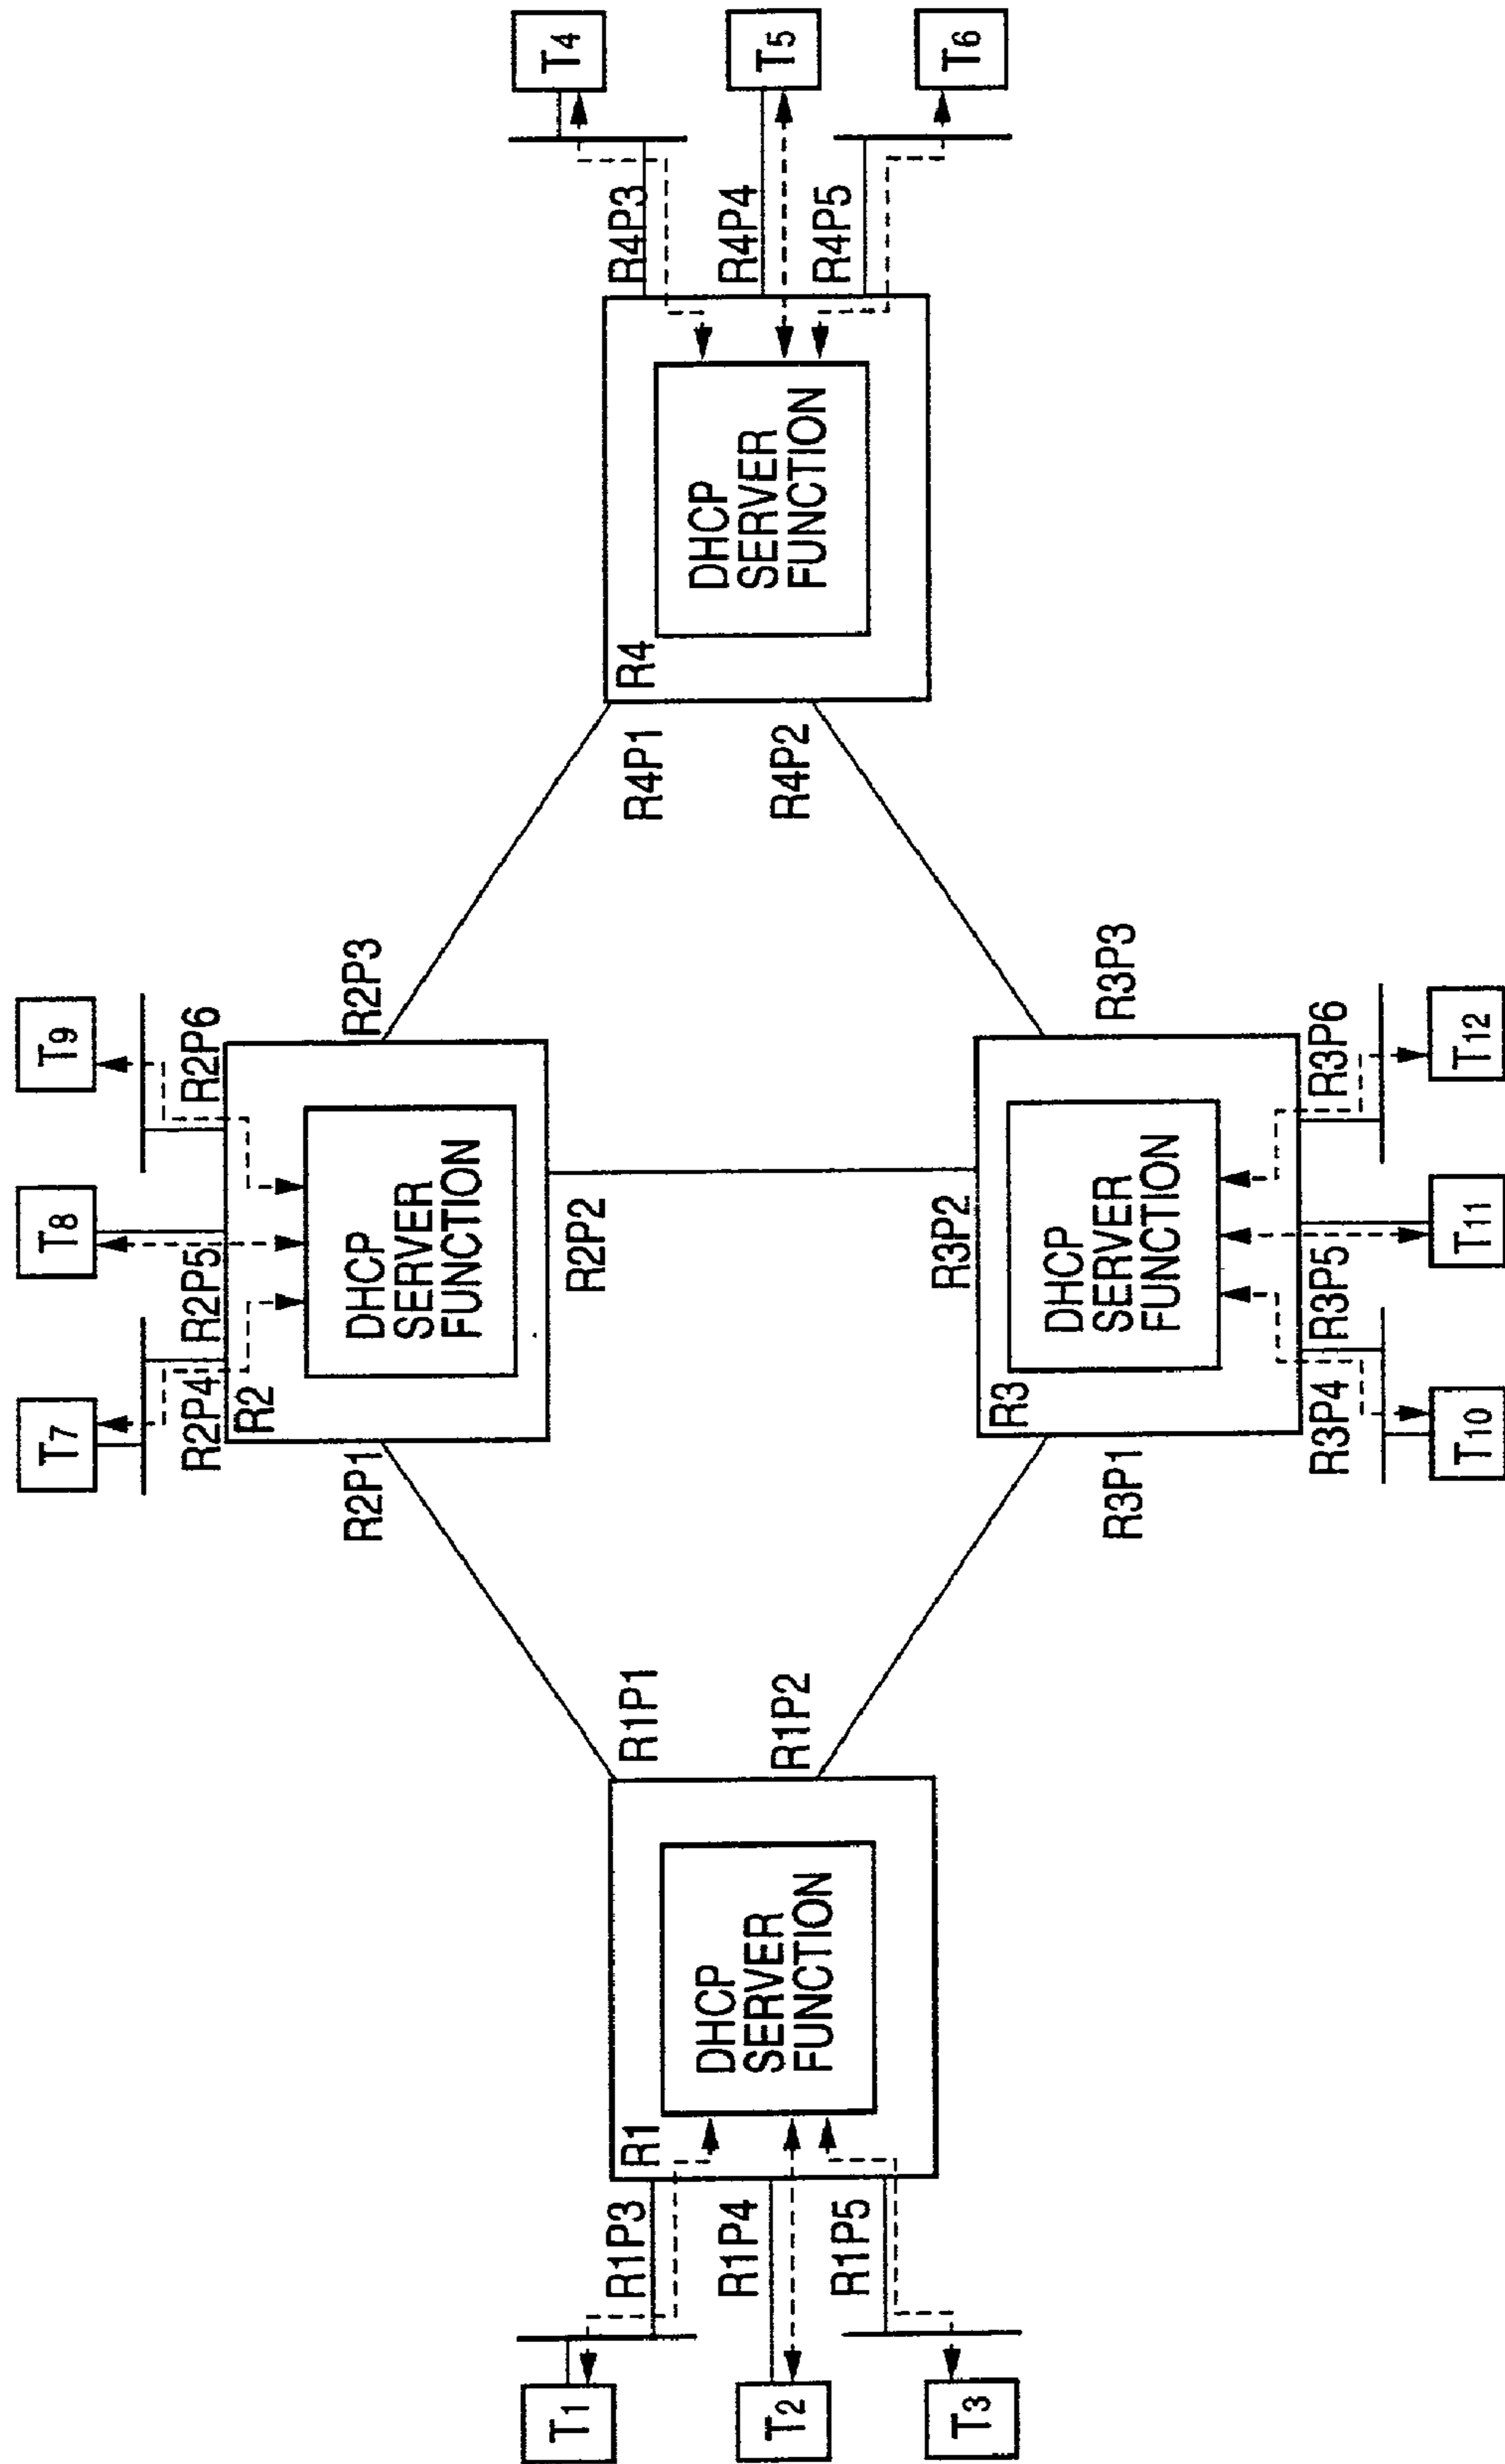 T7
T8
T9
R2P4
R2P5
R2P6
R2
DHCP
SERVER
FUNCTION
R2P1
R2P2
R2P3
T1
T2
T3
R1P3
R1P4
R1P5
R1
DHCP
SERVER
FUNCTION
R1P1
R1P2
R4P1
R4P2
R4
DHCP
SERVER
FUNCTION
R4P3
R4P4
R4P5
T4
T5
T6
R3P2
R3
DHCP
SERVER
FUNCTION
R3P1
R3P3
R3P4
R3P5
R3P6
T10
T11
T12